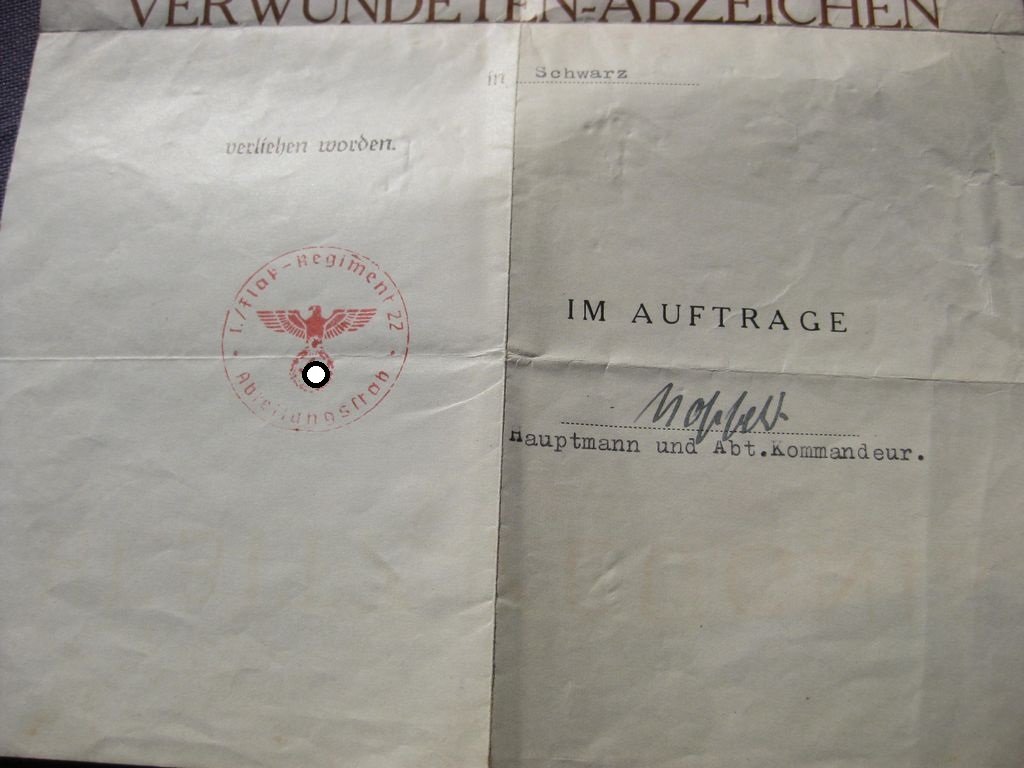 VERWUNDETEN-ABZEICHEN
in Schwarz
verliehen worden.
I./Flak-Regiment 22
Abteilungsstab
IM AUFTRAGE
Hauptmann und Abt.Kommandeur.